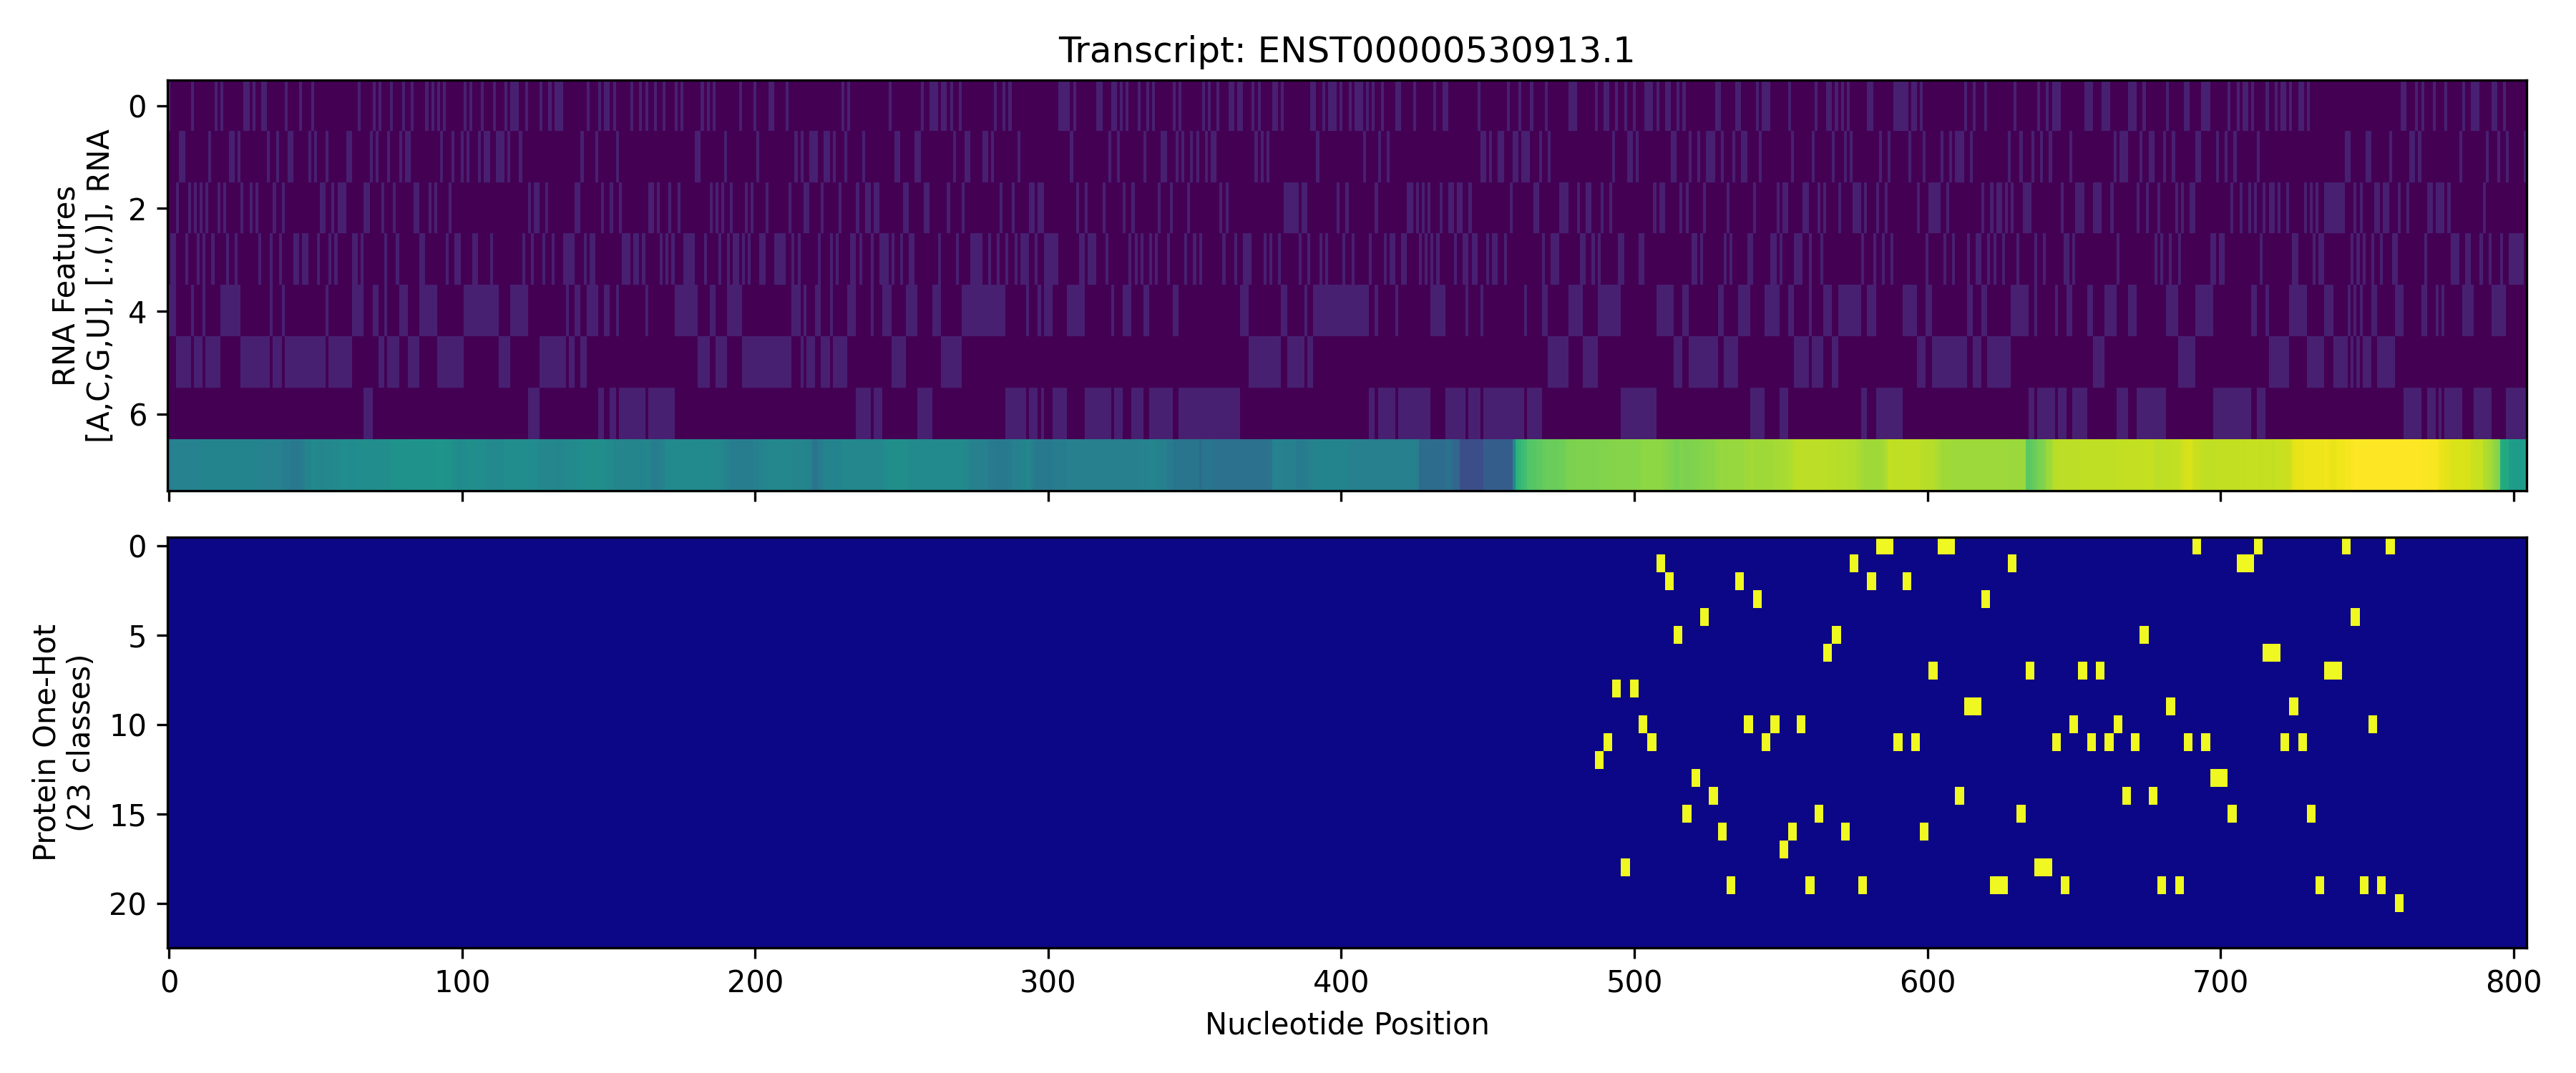 Transcript: ENST00000530913.1
RNA Features
[A,C,G,U], [.,(,)], RNA
0
2
4
6
Protein One-Hot
(23 classes)
0
5
10
15
20
0 100 200 300 400 500 600 700 800
Nucleotide Position